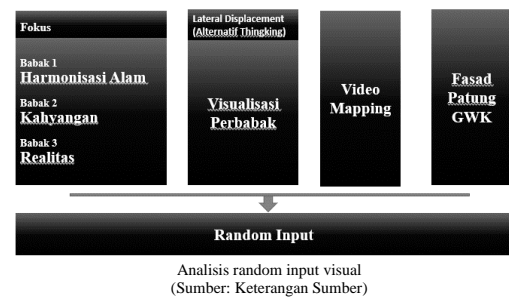 Fokus
Babak 1
Harmonisasi Alam
Babak 2
Kahyangan
Babak 3
Realitas
Lateral Displacement
(Alternatif Thingking)
Visualisasi
Perbabak
Video
Mapping
Fasad
Patung
GWK
Random Input
Analisis random input visual
(Sumber: Keterangan Sumber)